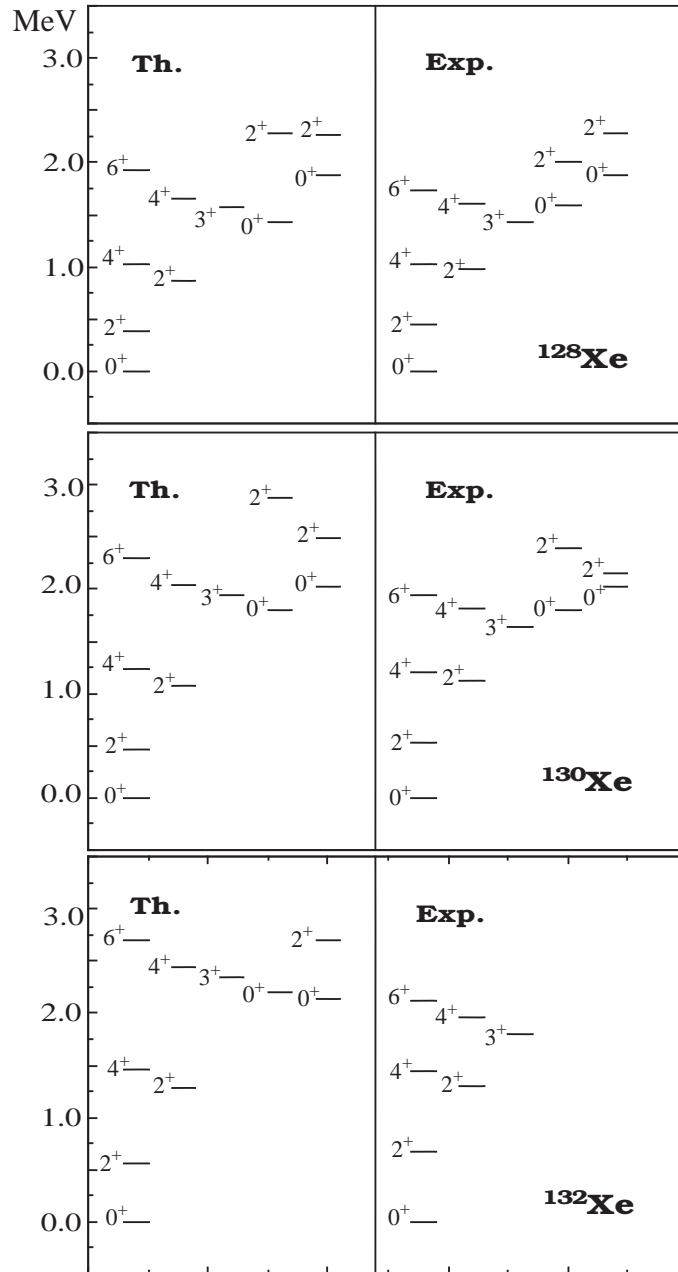 MeV
3.0
2.0
1.0
0.0
Th.
2⁺ 2⁺
6⁺ 0⁺
4⁺ 3⁺ 0⁺
4⁺ 2⁺
2⁺
0⁺
Exp.
2⁺
2⁺ 0⁺
6⁺ 4⁺ 3⁺ 0⁺
4⁺ 2⁺
2⁺
0⁺
¹²⁸Xe
3.0
2.0
1.0
0.0
Th.
2⁺
6⁺ 2⁺
4⁺ 3⁺ 0⁺ 0⁺
4⁺ 2⁺
2⁺
0⁺
Exp.
2⁺
2⁺
6⁺ 4⁺ 3⁺ 0⁺ 0⁺
4⁺ 2⁺
2⁺
0⁺
¹³⁰Xe
3.0
2.0
1.0
0.0
Th.
6⁺ 2⁺
4⁺ 3⁺ 0⁺ 0⁺
4⁺ 2⁺
2⁺
0⁺
Exp.
6⁺ 4⁺ 3⁺
4⁺ 2⁺
2⁺
0⁺
¹³²Xe